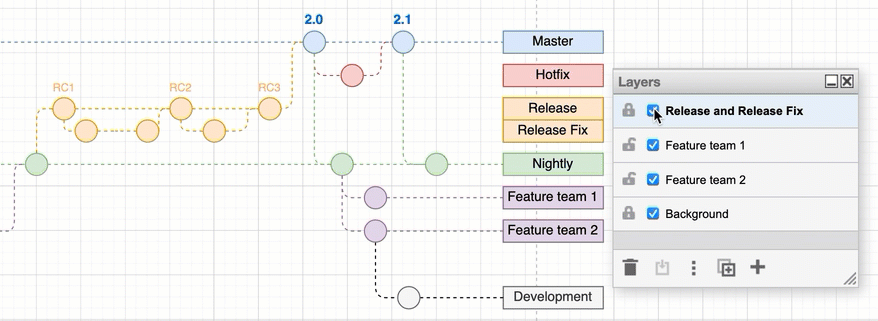 2.0
2.1
Master
Hotfix
RC1
RC2
RC3
Release
Release Fix
Nightly
Feature team 1
Feature team 2
Development
Layers
Release and Release Fix
Feature team 1
Feature team 2
Background